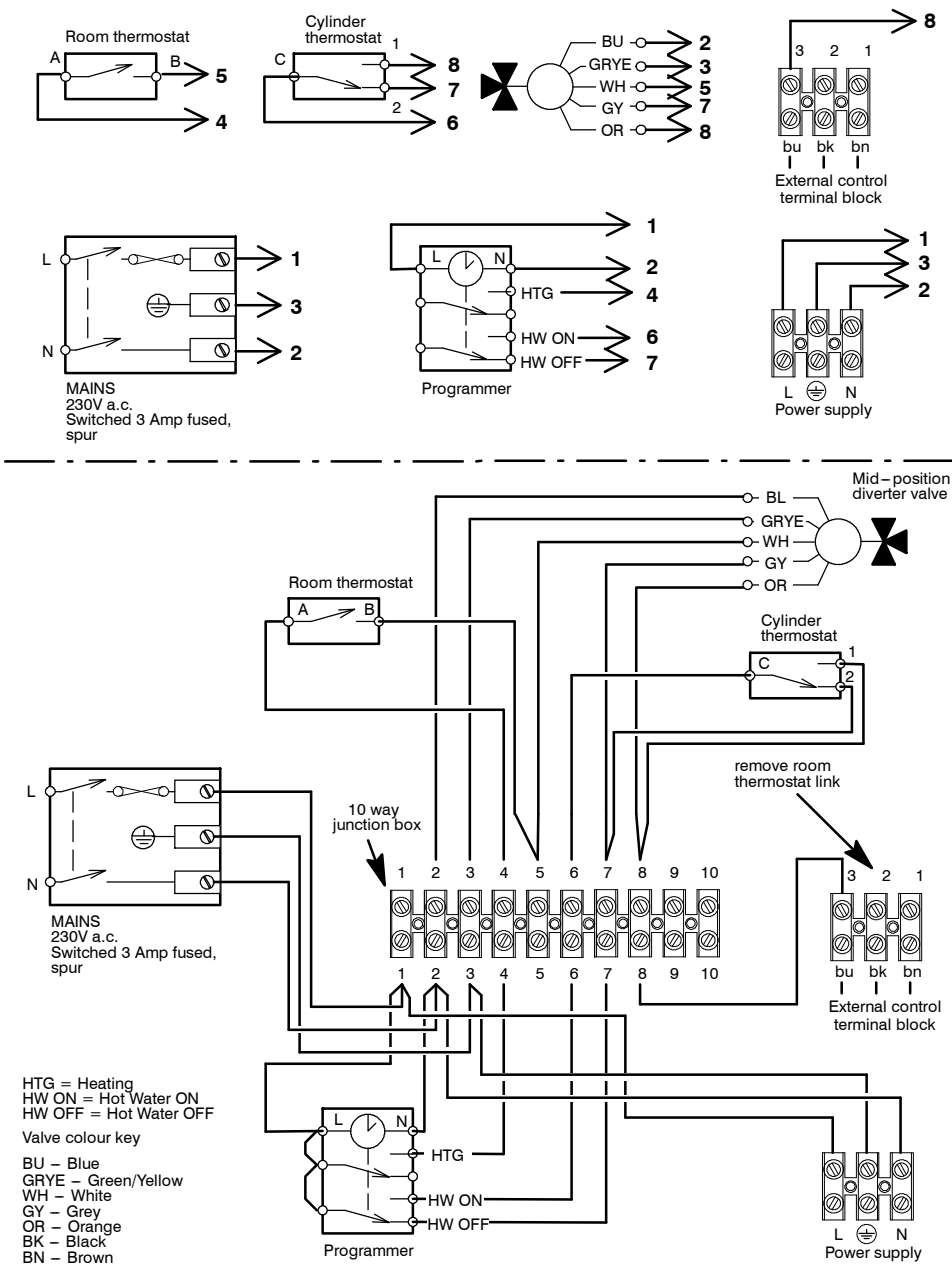 Room thermostat
A
B
5
4
Cylinder
thermostat
C
1
8
7
2
6
BU
2
GRYE
3
WH
5
GY
7
OR
8
8
3 2 1
bu bk bn
External control
terminal block
L
1
3
N
2
MAINS
230V a.c.
Switched 3 Amp fused,
spur
1
L N
2
HTG
4
HW ON
6
HW OFF
7
Programmer
1
3
2
L N
Power supply
Mid – position
diverter valve
BL
GRYE
WH
GY
OR
Room thermostat
A B
Cylinder
thermostat
C
1
2
remove room
thermostat link
L
N
MAINS
230V a.c.
Switched 3 Amp fused,
spur
10 way
junction box
1 2 3 4 5 6 7 8 9 10
1 2 3 4 5 6 7 8 9 10
3 2 1
bu bk bn
External control
terminal block
HTG = Heating
HW ON = Hot Water ON
HW OFF = Hot Water OFF
Valve colour key
BU – Blue
GRYE – Green/Yellow
WH – White
GY – Grey
OR – Orange
BK – Black
BN – Brown
L N
HTG
HW ON
HW OFF
Programmer
L N
Power supply